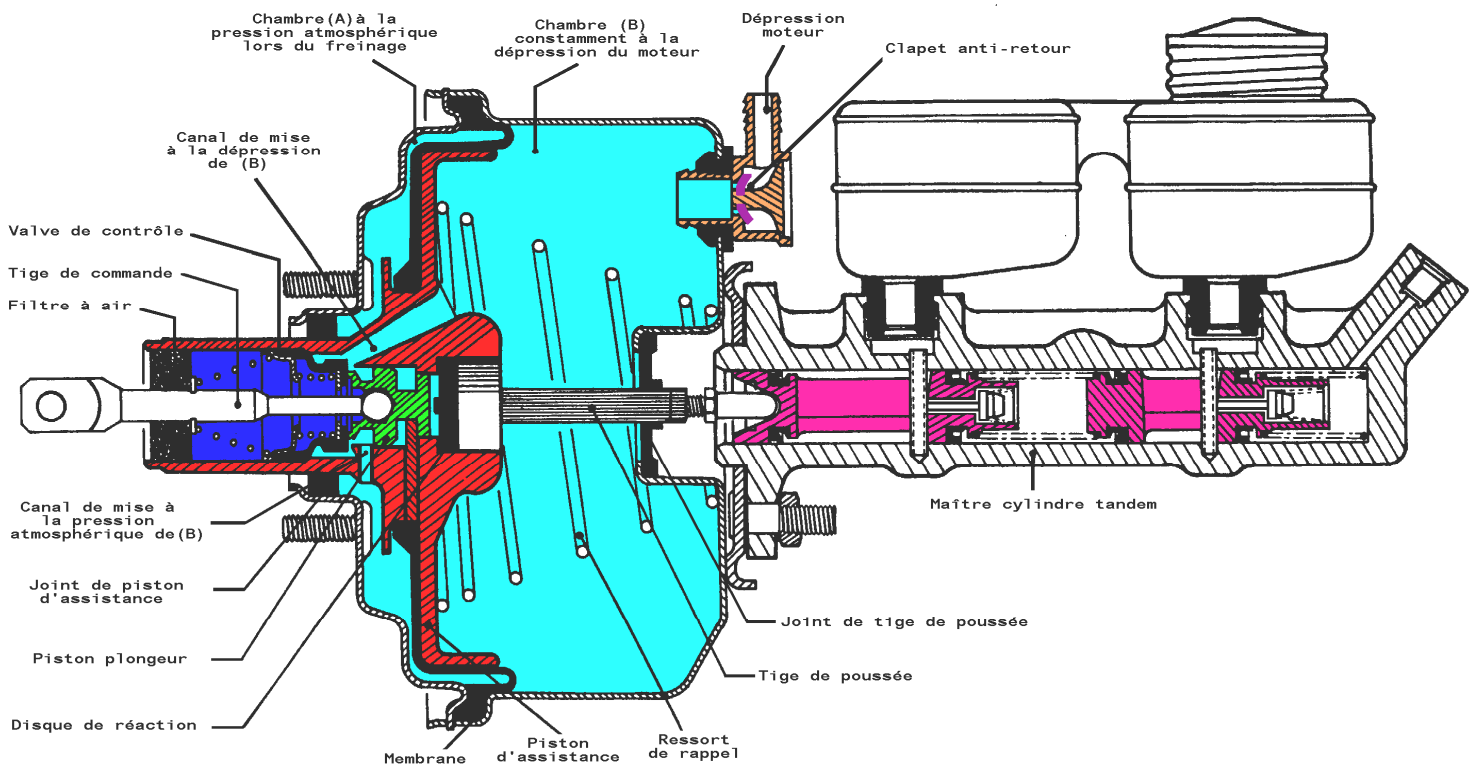 Chambre(A)à la
pression atmosphérique
lors du freinage
Chambre (B)
constamment à la
dépression du moteur
Dépression
moteur
Clapet anti-retour
Canal de mise
à la dépression
de (B)
Valve de contrôle
Tige de commande
Filtre à air
Canal de mise à
la pression
atmosphérique de(B)
Maître cylindre tandem
Joint de piston
d'assistance
Joint de tige de poussée
Piston plongeur
Tige de poussée
Disque de réaction
Membrane
Piston
d'assistance
Ressort
de rappel